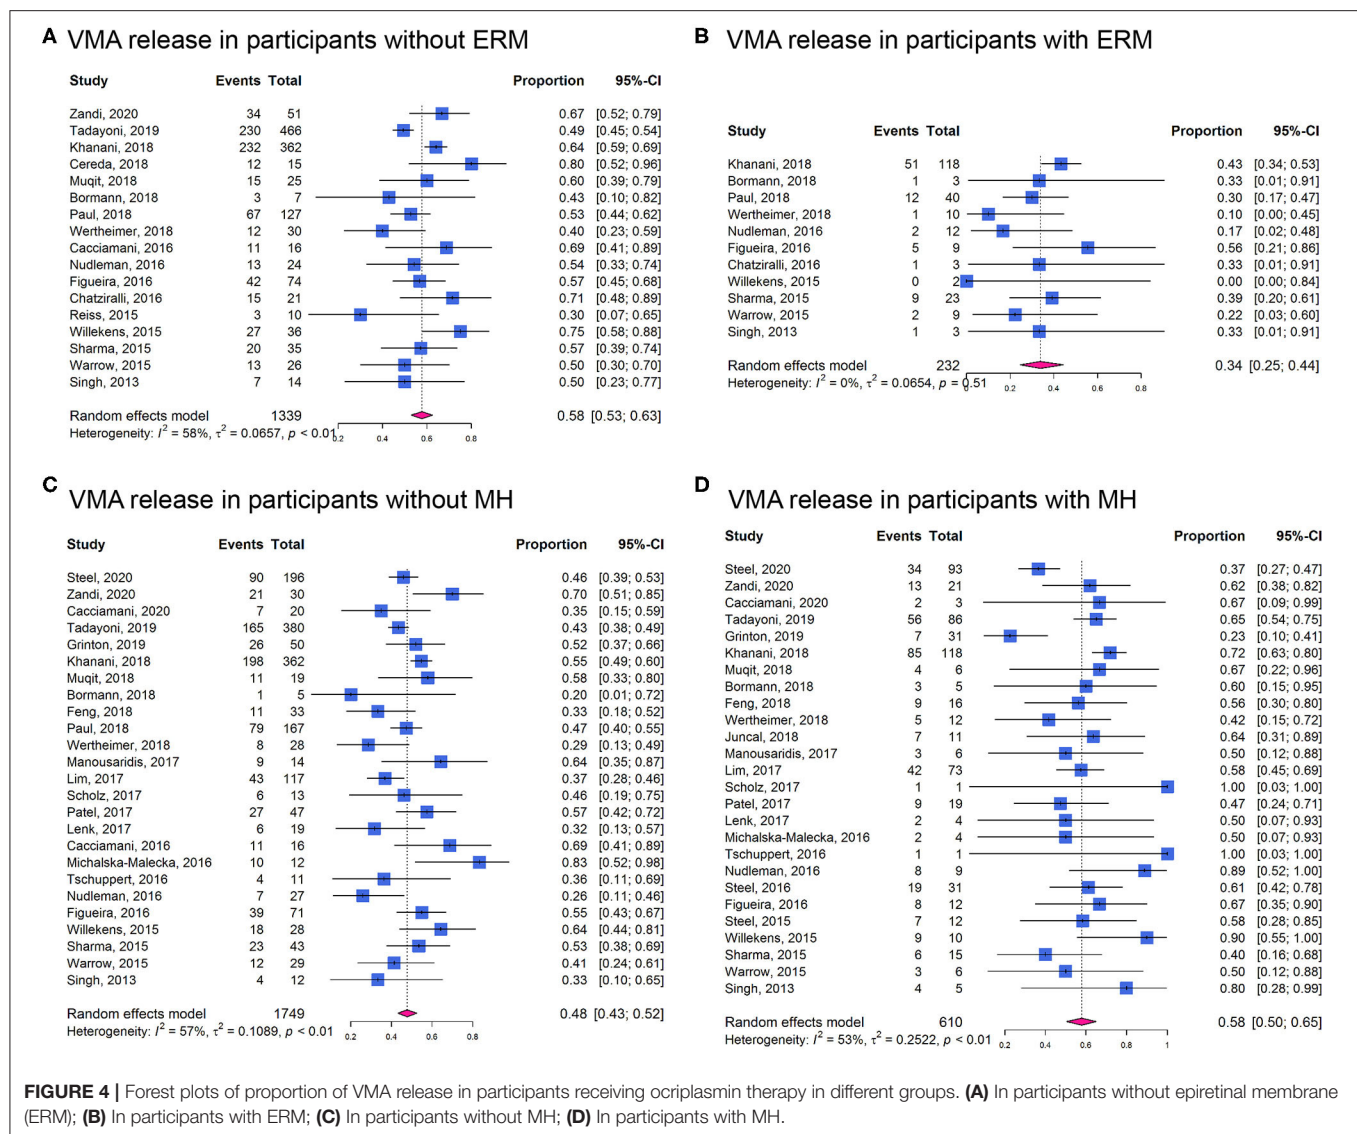 A VMA release in participants without ERM
Study Events Total Proportion 95%-CI
Zandi, 2020 34 51 0.67 [0.52; 0.79]
Tadayoni, 2019 230 466 0.49 [0.45; 0.54]
Khanani, 2018 232 362 0.64 [0.59; 0.69]
Cereda, 2018 12 15 0.80 [0.52; 0.96]
Muqit, 2018 15 25 0.60 [0.39; 0.79]
Bormann, 2018 3 7 0.43 [0.10; 0.82]
Paul, 2018 67 127 0.53 [0.44; 0.62]
Wertheimer, 2018 12 30 0.40 [0.23; 0.59]
Cacciamani, 2016 11 16 0.69 [0.41; 0.89]
Nudleman, 2016 13 24 0.54 [0.33; 0.74]
Figueira, 2016 42 74 0.57 [0.45; 0.68]
Chatziralli, 2016 15 21 0.71 [0.48; 0.89]
Reiss, 2015 3 10 0.30 [0.07; 0.65]
Willekens, 2015 27 36 0.75 [0.58; 0.88]
Sharma, 2015 20 35 0.57 [0.39; 0.74]
Warrow, 2015 13 26 0.50 [0.30; 0.70]
Singh, 2013 7 14 0.50 [0.23; 0.77]
Random effects model 1339 0.58 [0.53; 0.63]
Heterogeneity: I² = 58%, τ² = 0.0657, p < 0.01
0.2 0.4 0.6 0.8
B VMA release in participants with ERM
Study Events Total Proportion 95%-CI
Khanani, 2018 51 118 0.43 [0.34; 0.53]
Bormann, 2018 1 3 0.33 [0.01; 0.91]
Paul, 2018 12 40 0.30 [0.17; 0.47]
Wertheimer, 2018 1 10 0.10 [0.00; 0.45]
Nudleman, 2016 2 12 0.17 [0.02; 0.48]
Figueira, 2016 5 9 0.56 [0.21; 0.86]
Chatziralli, 2016 1 3 0.33 [0.01; 0.91]
Willekens, 2015 0 2 0.00 [0.00; 0.84]
Sharma, 2015 9 23 0.39 [0.20; 0.61]
Warrow, 2015 2 9 0.22 [0.03; 0.60]
Singh, 2013 1 3 0.33 [0.01; 0.91]
Random effects model 232 0.34 [0.25; 0.44]
Heterogeneity: I² = 0%, τ² = 0.0654, p = 0.51
0 0.2 0.4 0.6 0.8
C VMA release in participants without MH
Study Events Total Proportion 95%-CI
Steel, 2020 90 196 0.46 [0.39; 0.53]
Zandi, 2020 21 30 0.70 [0.51; 0.85]
Cacciamani, 2020 7 20 0.35 [0.15; 0.59]
Tadayoni, 2019 165 380 0.43 [0.38; 0.49]
Grinton, 2019 26 50 0.52 [0.37; 0.66]
Khanani, 2018 198 362 0.55 [0.49; 0.60]
Muqit, 2018 11 19 0.58 [0.33; 0.80]
Bormann, 2018 1 5 0.20 [0.01; 0.72]
Feng, 2018 11 33 0.33 [0.18; 0.52]
Paul, 2018 79 167 0.47 [0.40; 0.55]
Wertheimer, 2018 8 28 0.29 [0.13; 0.49]
Manousaridis, 2017 9 14 0.64 [0.35; 0.87]
Lim, 2017 43 117 0.37 [0.28; 0.46]
Scholz, 2017 6 13 0.46 [0.19; 0.75]
Patel, 2017 27 47 0.57 [0.42; 0.72]
Lenk, 2017 6 19 0.32 [0.13; 0.57]
Cacciamani, 2016 11 16 0.69 [0.41; 0.89]
Michalska-Malecka, 2016 10 12 0.83 [0.52; 0.98]
Tschuppert, 2016 4 11 0.36 [0.11; 0.69]
Nudleman, 2016 7 27 0.26 [0.11; 0.46]
Figueira, 2016 39 71 0.55 [0.43; 0.67]
Willekens, 2015 18 28 0.64 [0.44; 0.81]
Sharma, 2015 23 43 0.53 [0.38; 0.69]
Warrow, 2015 12 29 0.41 [0.24; 0.61]
Singh, 2013 4 12 0.33 [0.10; 0.65]
Random effects model 1749 0.48 [0.43; 0.52]
Heterogeneity: I² = 57%, τ² = 0.1089, p < 0.01
0.2 0.4 0.6 0.8
D VMA release in participants with MH
Study Events Total Proportion 95%-CI
Steel, 2020 34 93 0.37 [0.27; 0.47]
Zandi, 2020 13 21 0.62 [0.38; 0.82]
Cacciamani, 2020 2 3 0.67 [0.09; 0.99]
Tadayoni, 2019 56 86 0.65 [0.54; 0.75]
Grinton, 2019 7 31 0.23 [0.10; 0.41]
Khanani, 2018 85 118 0.72 [0.63; 0.80]
Muqit, 2018 4 6 0.67 [0.22; 0.96]
Bormann, 2018 3 5 0.60 [0.15; 0.95]
Feng, 2018 9 16 0.56 [0.30; 0.80]
Wertheimer, 2018 5 12 0.42 [0.15; 0.72]
Juncal, 2018 7 11 0.64 [0.31; 0.89]
Manousaridis, 2017 3 6 0.50 [0.12; 0.88]
Lim, 2017 42 73 0.58 [0.45; 0.69]
Scholz, 2017 1 1 1.00 [0.03; 1.00]
Patel, 2017 9 19 0.47 [0.24; 0.71]
Lenk, 2017 2 4 0.50 [0.07; 0.93]
Michalska-Malecka, 2016 2 4 0.50 [0.07; 0.93]
Tschuppert, 2016 1 1 1.00 [0.03; 1.00]
Nudleman, 2016 8 9 0.89 [0.52; 1.00]
Steel, 2016 19 31 0.61 [0.42; 0.78]
Figueira, 2016 8 12 0.67 [0.35; 0.90]
Steel, 2015 7 12 0.58 [0.28; 0.85]
Willekens, 2015 9 10 0.90 [0.55; 1.00]
Sharma, 2015 6 15 0.40 [0.16; 0.68]
Warrow, 2015 3 6 0.50 [0.12; 0.88]
Singh, 2013 4 5 0.80 [0.28; 0.99]
Random effects model 610 0.58 [0.50; 0.65]
Heterogeneity: I² = 53%, τ² = 0.2522, p < 0.01
0.2 0.4 0.6 0.8 1
FIGURE 4 | Forest plots of proportion of VMA release in participants receiving ocriplasmin therapy in different groups. (A) In participants without epiretinal membrane
(ERM); (B) In participants with ERM; (C) In participants without MH; (D) In participants with MH.